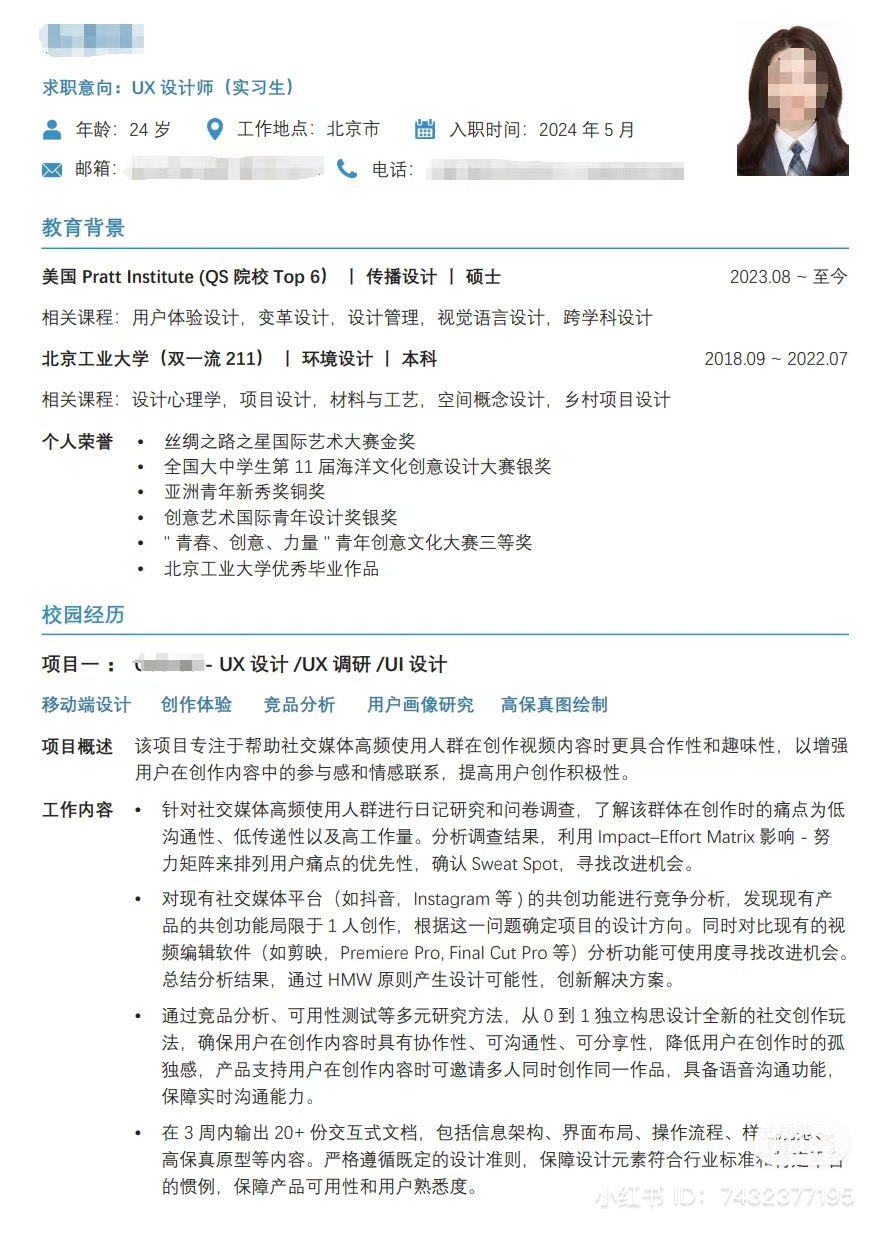 求职意向：UX 设计师（实习生）
年龄：24 岁 工作地点：北京市 入职时间：2024 年 5 月
邮箱： 电话：
教育背景
美国 Pratt Institute (QS 院校 Top 6） | 传播设计 | 硕士 2023.08 ~ 至今
相关课程：用户体验设计，变革设计，设计管理，视觉语言设计，跨学科设计
北京工业大学（双一流 211） | 环境设计 | 本科 2018.09 ~ 2022.07
相关课程：设计心理学，项目设计，材料与工艺，空间概念设计，乡村项目设计
个人荣誉 • 丝绸之路之星国际艺术大赛金奖
• 全国大中学生第 11 届海洋文化创意设计大赛银奖
• 亚洲青年新秀奖铜奖
• 创意艺术国际青年设计奖银奖
• " 青春、创意、力量 " 青年创意文化大赛三等奖
• 北京工业大学优秀毕业作品
校园经历
项目一 ： - UX 设计 /UX 调研 /UI 设计
移动端设计 创作体验 竞品分析 用户画像研究 高保真图绘制
项目概述 该项目专注于帮助社交媒体高频使用人群在创作视频内容时更具合作性和趣味性，以增强
用户在创作内容中的参与感和情感联系，提高用户创作积极性。
工作内容 • 针对社交媒体高频使用人群进行日记研究和问卷调查，了解该群体在创作时的痛点为低
沟通性、低传递性以及高工作量。分析调查结果，利用 Impact–Effort Matrix 影响 - 努
力矩阵来排列用户痛点的优先性，确认 Sweat Spot，寻找改进机会。
• 对现有社交媒体平台（如抖音，Instagram 等 ) 的共创功能进行竞争分析，发现现有产
品的共创功能局限于 1 人创作，根据这一问题确定项目的设计方向。同时对比现有的视
频编辑软件（如剪映，Premiere Pro, Final Cut Pro 等）分析功能可使用度寻找改进机会。
总结分析结果，通过 HMW 原则产生设计可能性，创新解决方案。
• 通过竞品分析、可用性测试等多元研究方法，从 0 到 1 独立构思设计全新的社交创作玩
法，确保用户在创作内容时具有协作性、可沟通性、可分享性，降低用户在创作时的孤
独感，产品支持用户在创作内容时可邀请多人同时创作同一作品，具备语音沟通功能，
保障实时沟通能力。
• 在 3 周内输出 20+ 份交互式文档，包括信息架构、界面布局、操作流程、样
高保真原型等内容。严格遵循既定的设计准则，保障设计元素符合行业标准
的惯例，保障产品可用性和用户熟悉度。
小红书 ID：7432377195